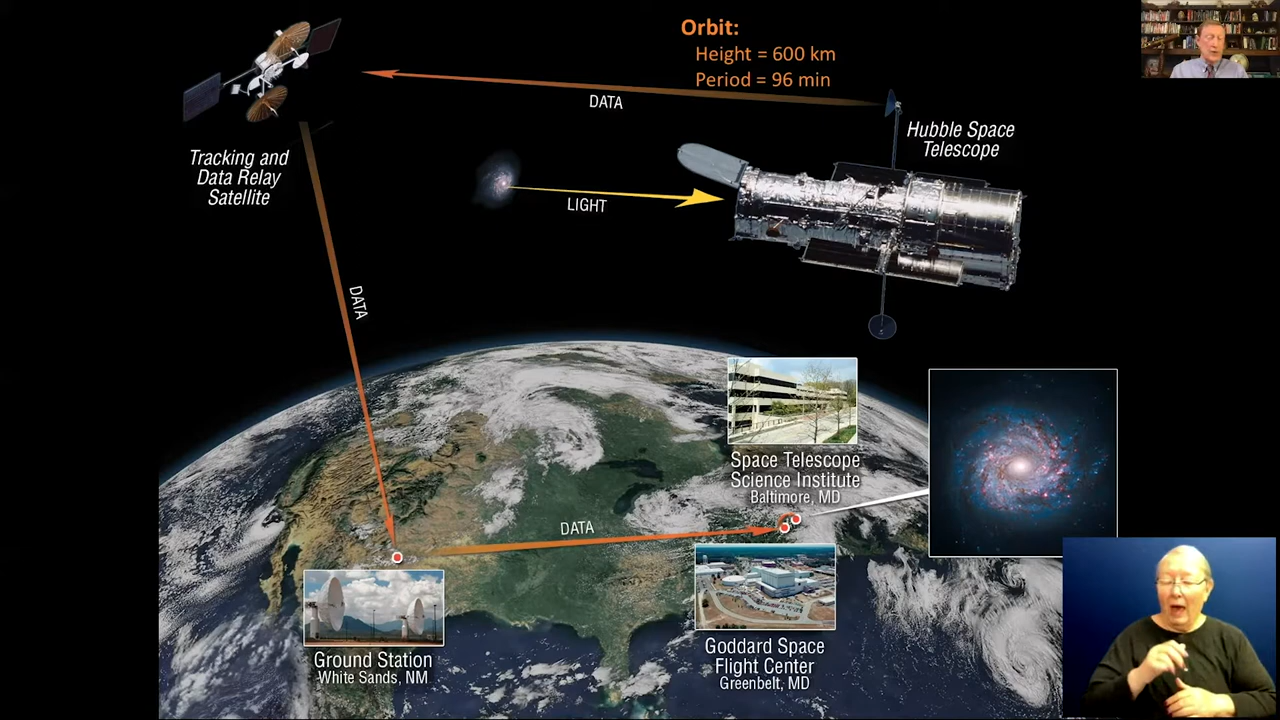 Orbit:
Height = 600 km
Period = 96 min
DATA
Hubble Space
Telescope
Tracking and
Data Relay
Satellite
LIGHT
DATA
Space Telescope
Science Institute
Baltimore, MD
DATA
Ground Station
White Sands, NM
Goddard Space
Flight Center
Greenbelt, MD